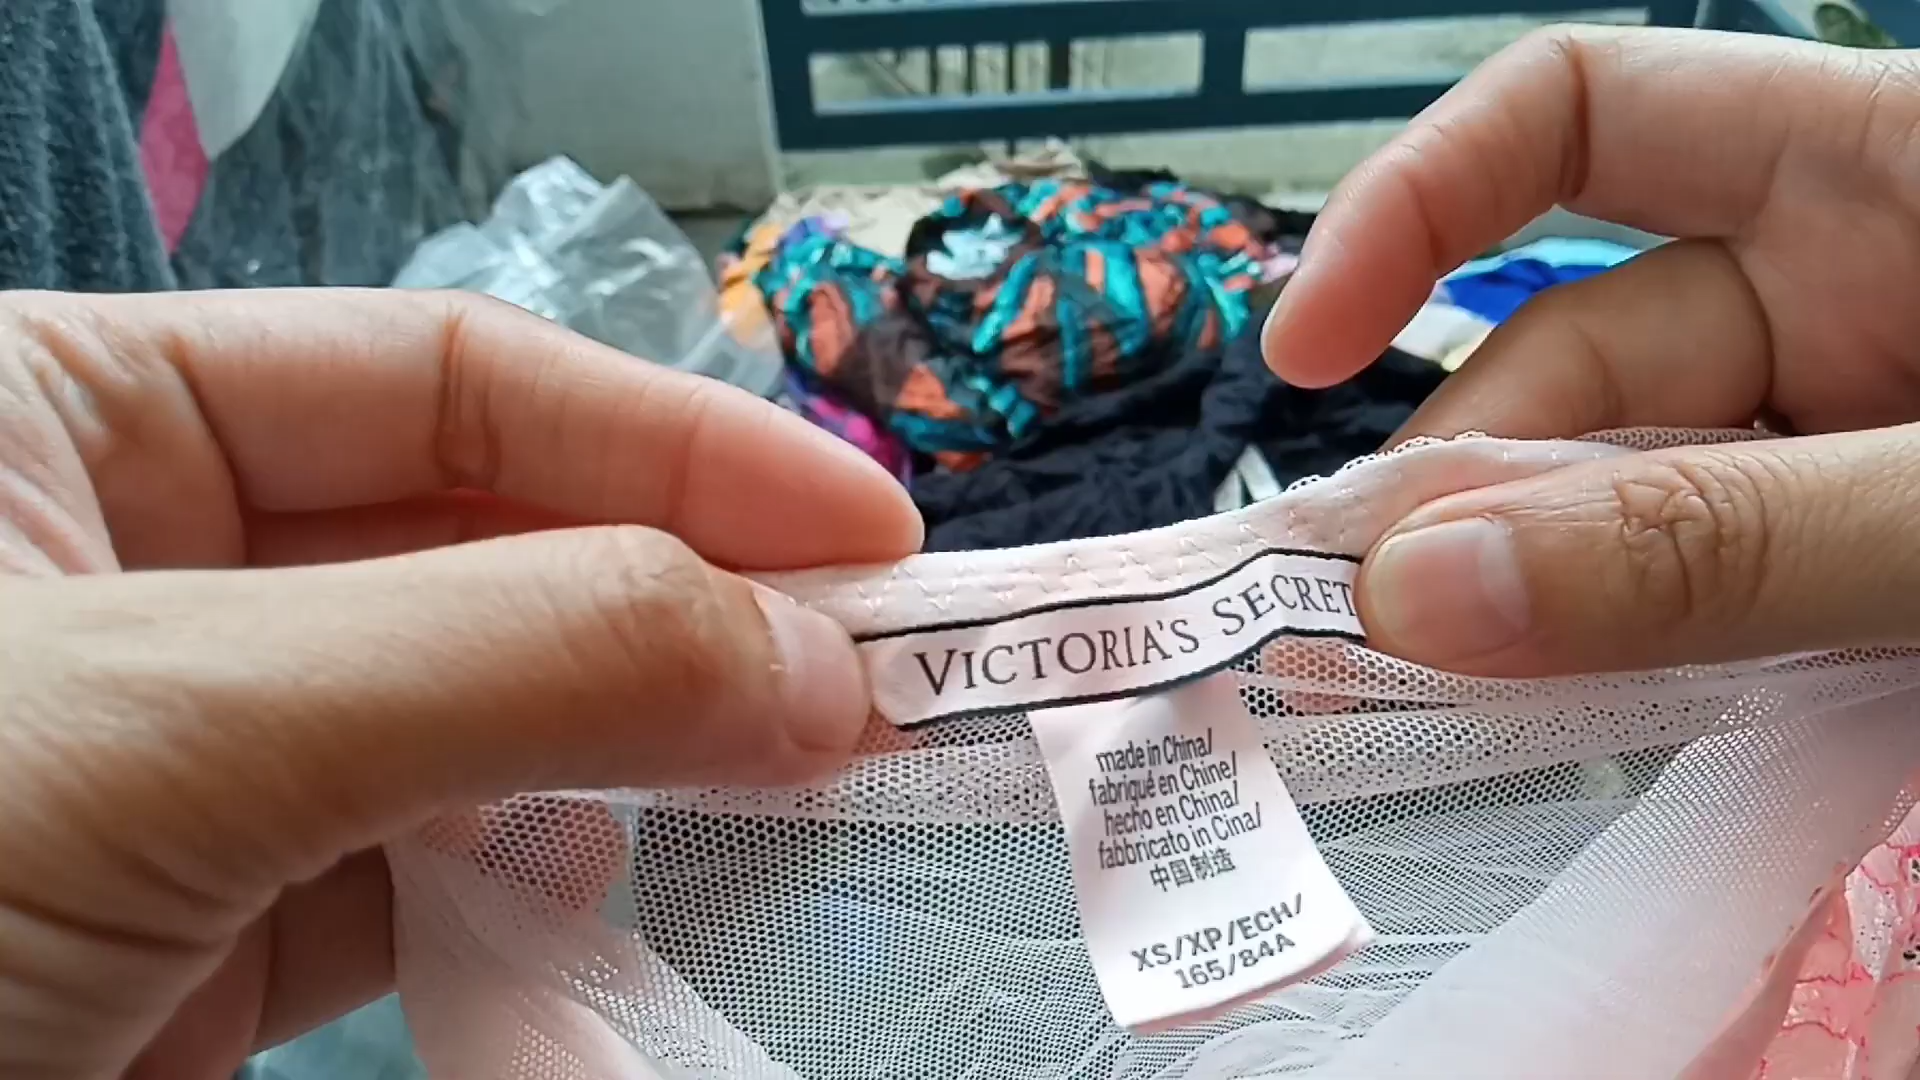 VICTORIA'S SECRET
made in China/
fabriqué en Chine/
hecho en China/
fabbricato in Cina/
中国制造
XS/XP/ECH/
165/84A